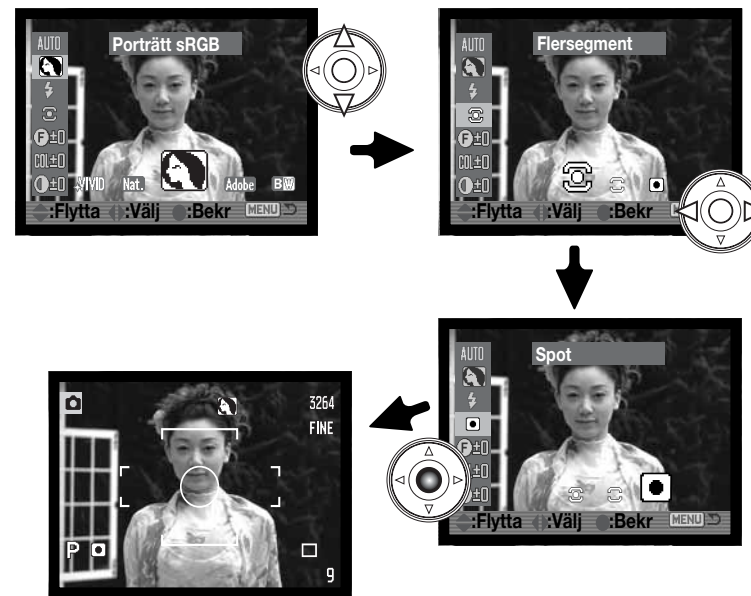 AUTO
Porträtt sRGB
±0
COL±0
±0
VIVID Nat. Adobe BW
:Flytta :Välj :Bekr MENU
AUTO
Flersegment
F±0
COL±0
±0
:Flytta :Välj :Bekr
AUTO
Spot
F±0
±0
±0
:Flytta :Välj :Bekr MENU
3264
FINE
P
9